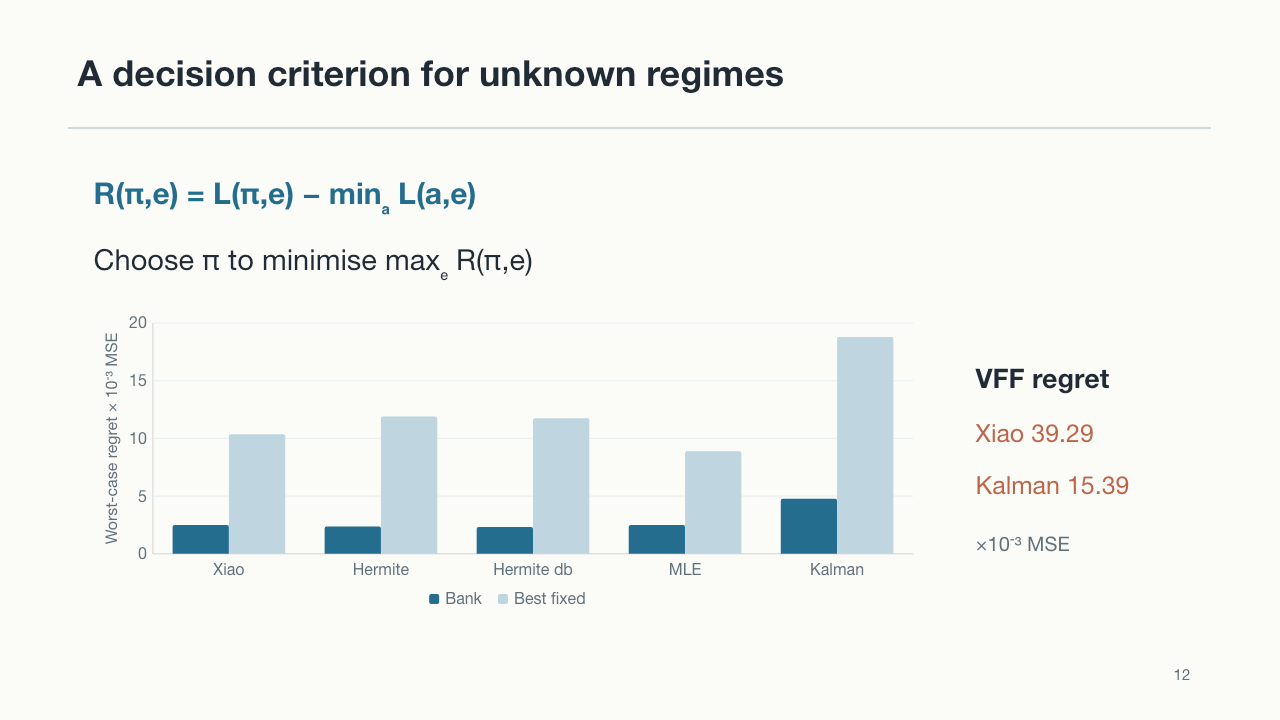 A decision criterion for unknown regimes
R(π,e) = L(π,e) − minₐ L(a,e)
Choose π to minimise maxₑ R(π,e)
Worst-case regret × 10⁻³ MSE
20
15
10
5
0
Xiao Hermite Hermite db MLE Kalman
Bank Best fixed
VFF regret
Xiao 39.29
Kalman 15.39
×10⁻³ MSE
12